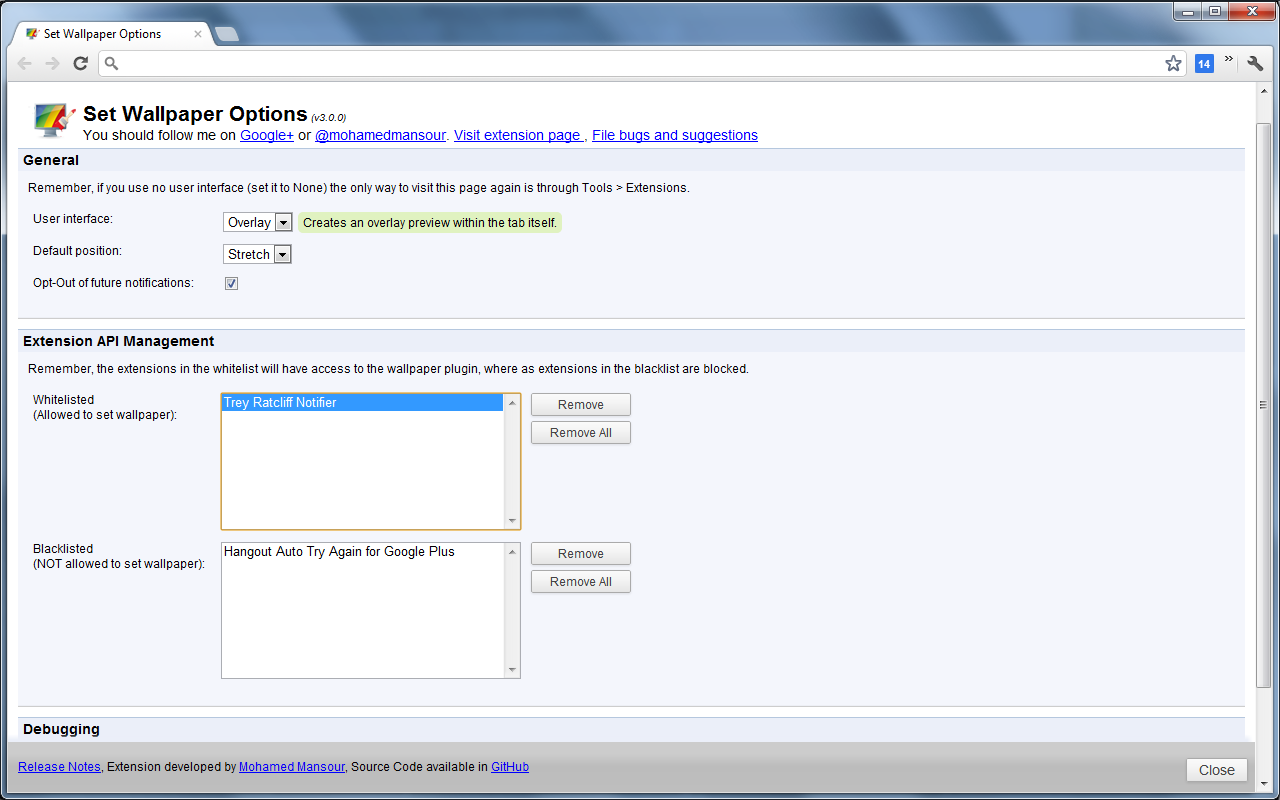 Set Wallpaper Options
14
»
Set Wallpaper Options (v3.0.0)
You should follow me on Google+ or @mohamedmansour. Visit extension page , File bugs and suggestions
General
Remember, if you use no user interface (set it to None) the only way to visit this page again is through Tools > Extensions.
User interface:
Overlay
Creates an overlay preview within the tab itself.
Default position:
Stretch
Opt-Out of future notifications:
Extension API Management
Remember, the extensions in the whitelist will have access to the wallpaper plugin, where as extensions in the blacklist are blocked.
Whitelisted
(Allowed to set wallpaper):
Trey Ratcliff Notifier
Remove
Remove All
Blacklisted
(NOT allowed to set wallpaper):
Hangout Auto Try Again for Google Plus
Remove
Remove All
Debugging
Release Notes, Extension developed by Mohamed Mansour, Source Code available in GitHub
Close